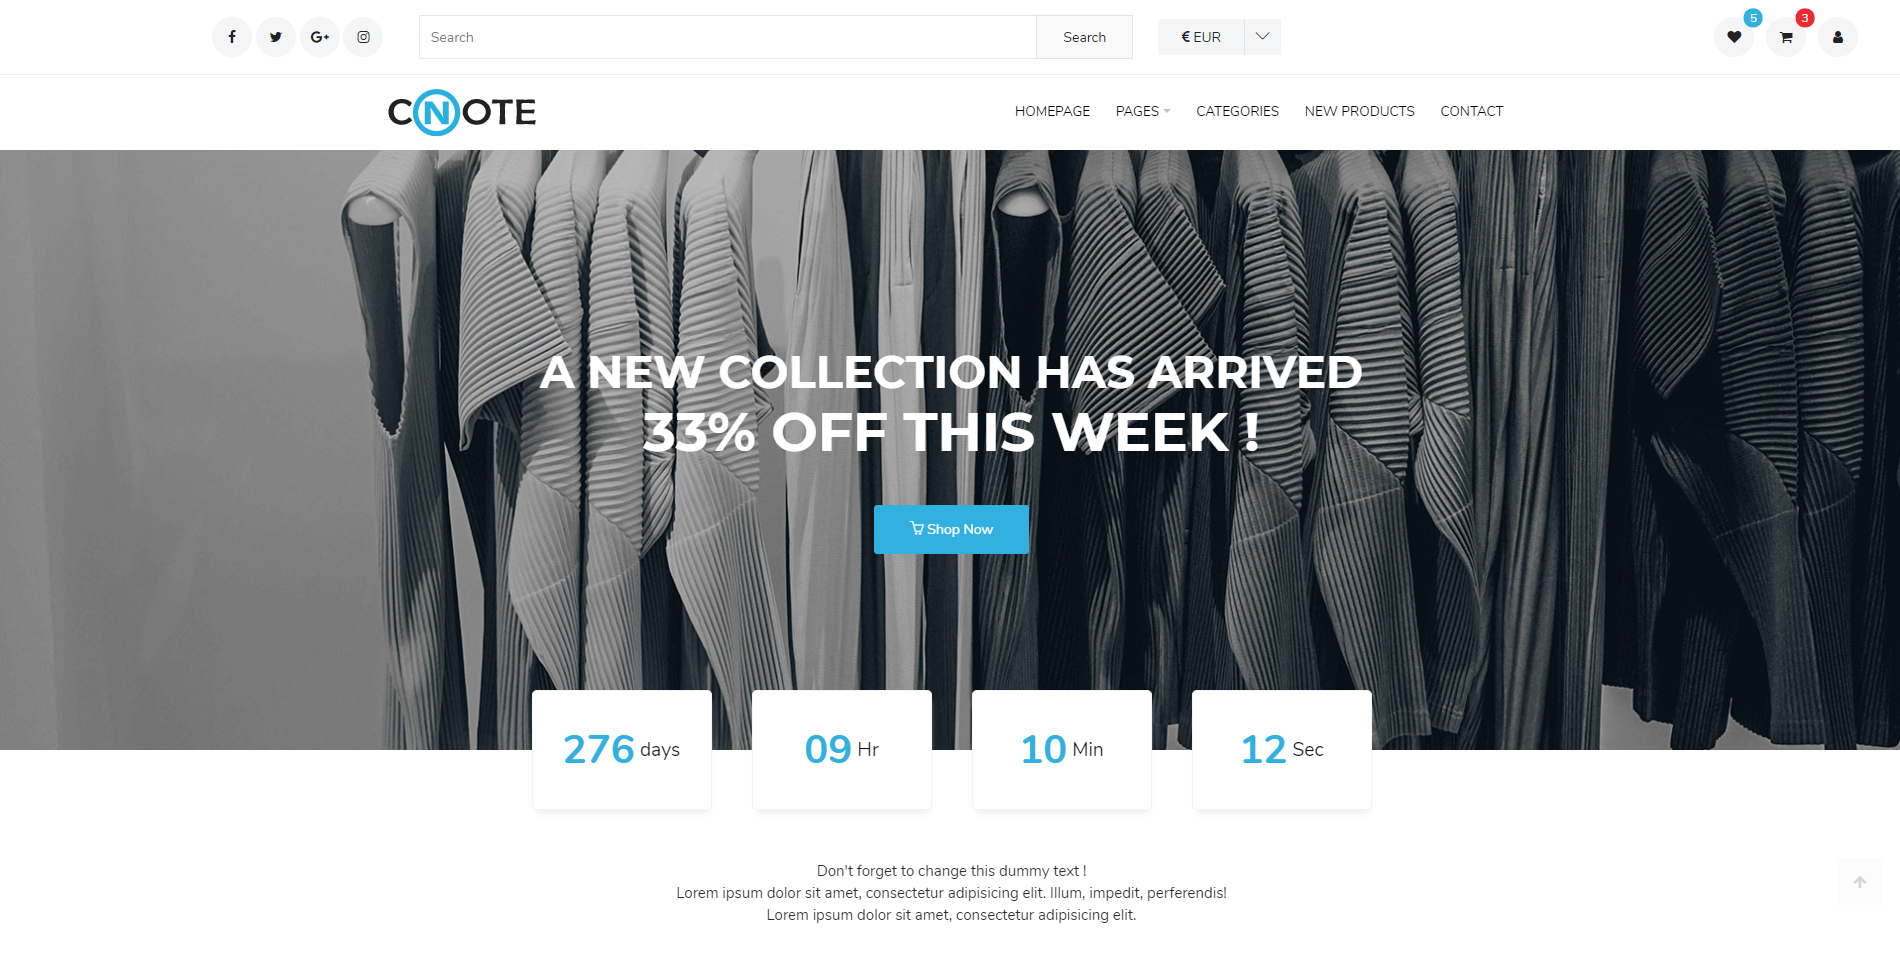 Search
Search
€ EUR
5
3
CNOTE
HOMEPAGE PAGES CATEGORIES NEW PRODUCTS CONTACT
A NEW COLLECTION HAS ARRIVED
33% OFF THIS WEEK !
Shop Now
276 days
09 Hr
10 Min
12 Sec
Don't forget to change this dummy text !
Lorem ipsum dolor sit amet, consectetur adipisicing elit. Illum, impedit, perferendis!
Lorem ipsum dolor sit amet, consectetur adipisicing elit.